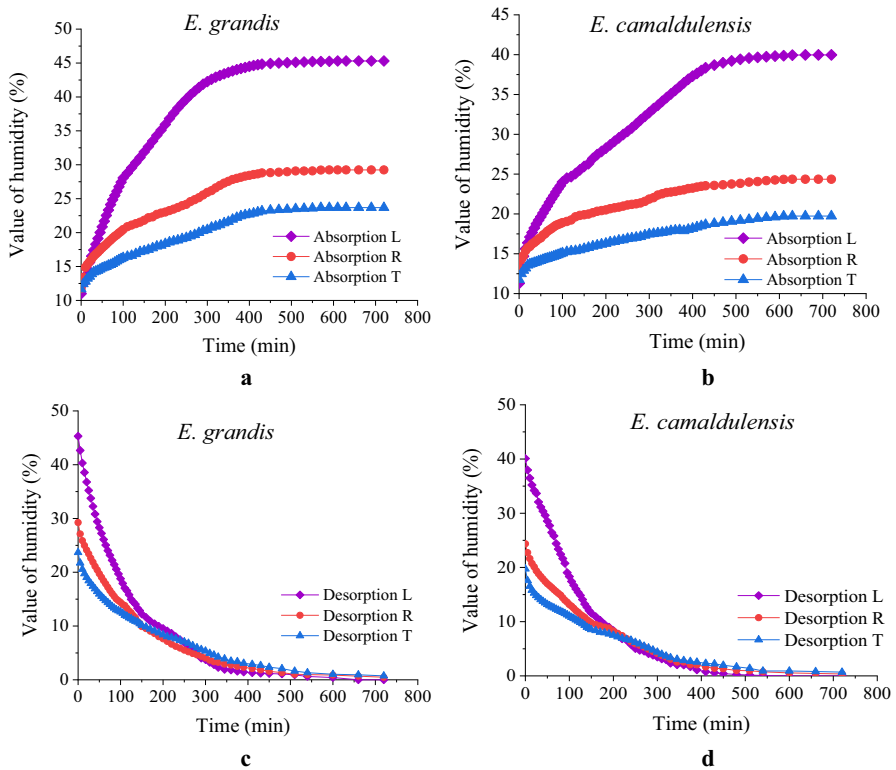 E. grandis
Value of humidity (%)
50
45
40
35
30
25
20
15
10
0 100 200 300 400 500 600 700 800
Time (min)
Absorption L
Absorption R
Absorption T
a
E. camaldulensis
Value of humidity (%)
45
40
35
30
25
20
15
10
0 100 200 300 400 500 600 700 800
Time (min)
Absorption L
Absorption R
Absorption T
b
E. grandis
Value of humidity (%)
50
40
30
20
10
0
0 100 200 300 400 500 600 700 800
Time (min)
Desorption L
Desorption R
Desorption T
c
E. camaldulensis
Value of humidity (%)
50
40
30
20
10
0
0 100 200 300 400 500 600 700 800
Time (min)
Desorption L
Desorption R
Desorption T
d